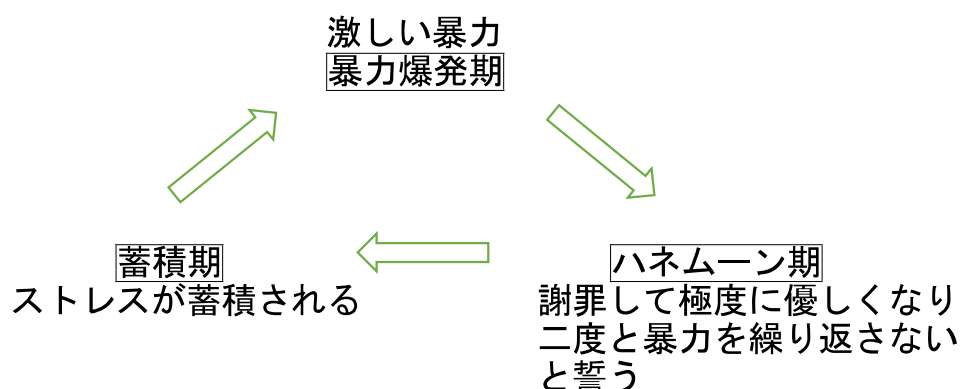 激しい暴力
暴力爆発期
蓄積期
ストレスが蓄積される
ハネムーン期
謝罪して極度に優しくなり
二度と暴力を繰り返さない
と誓う